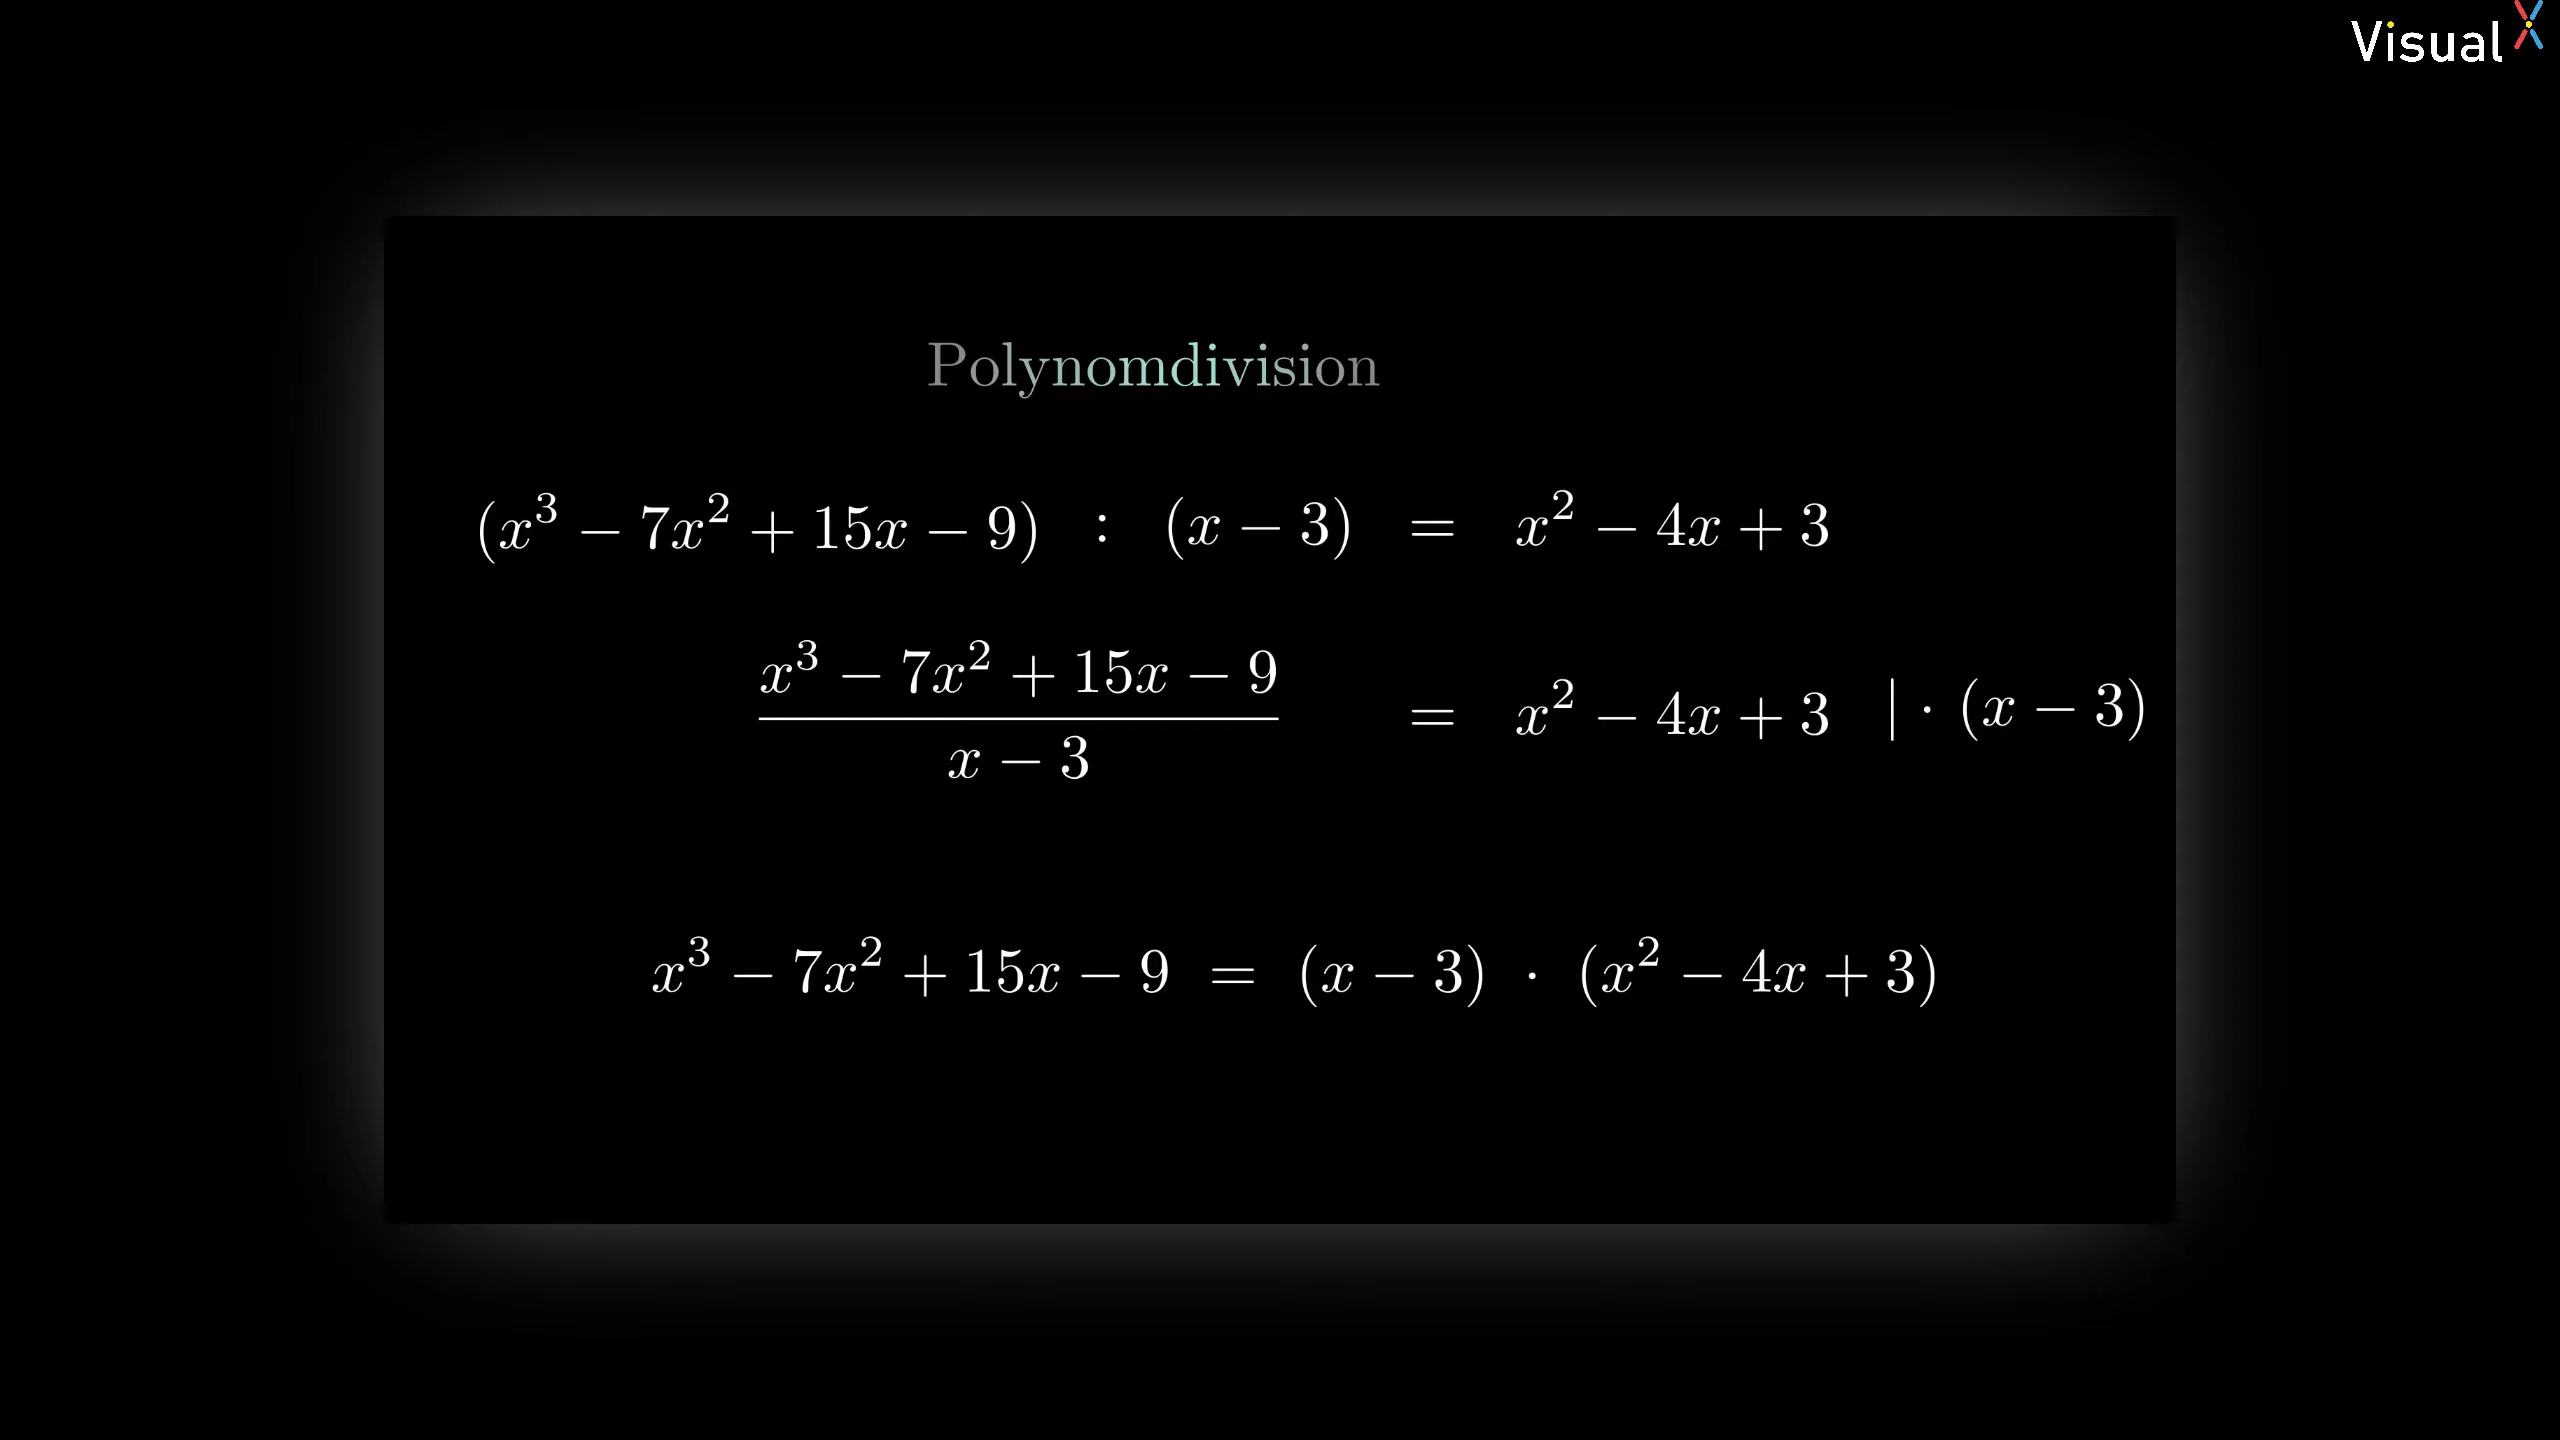 VisualX
Polynomdivision
(x³ − 7x² + 15x − 9) : (x − 3) = x² − 4x + 3
x³ − 7x² + 15x − 9
x − 3
= x² − 4x + 3 | · (x − 3)
x³ − 7x² + 15x − 9 = (x − 3) · (x² − 4x + 3)